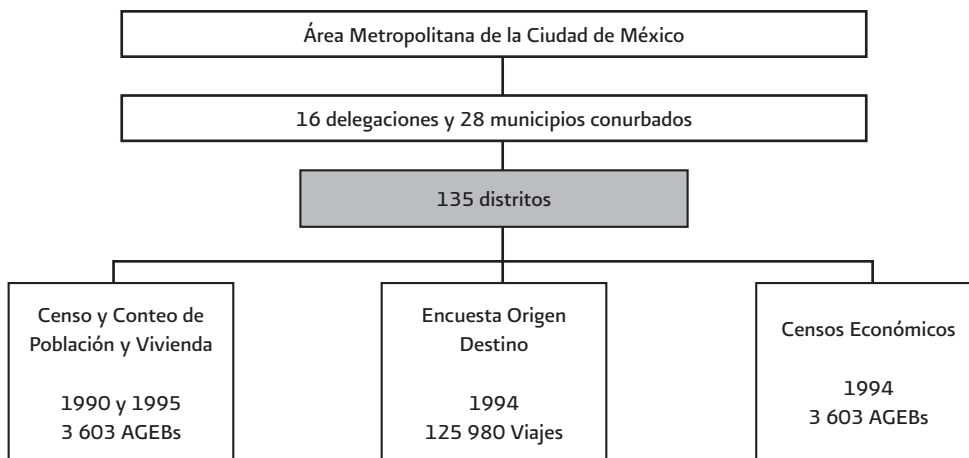 Área Metropolitana de la Ciudad de México
16 delegaciones y 28 municipios conurbados
135 distritos
Censo y Conteo de
Población y Vivienda
1990 y 1995
3 603 AGEBs
Encuesta Origen
Destino
1994
125 980 Viajes
Censos Económicos
1994
3 603 AGEBs